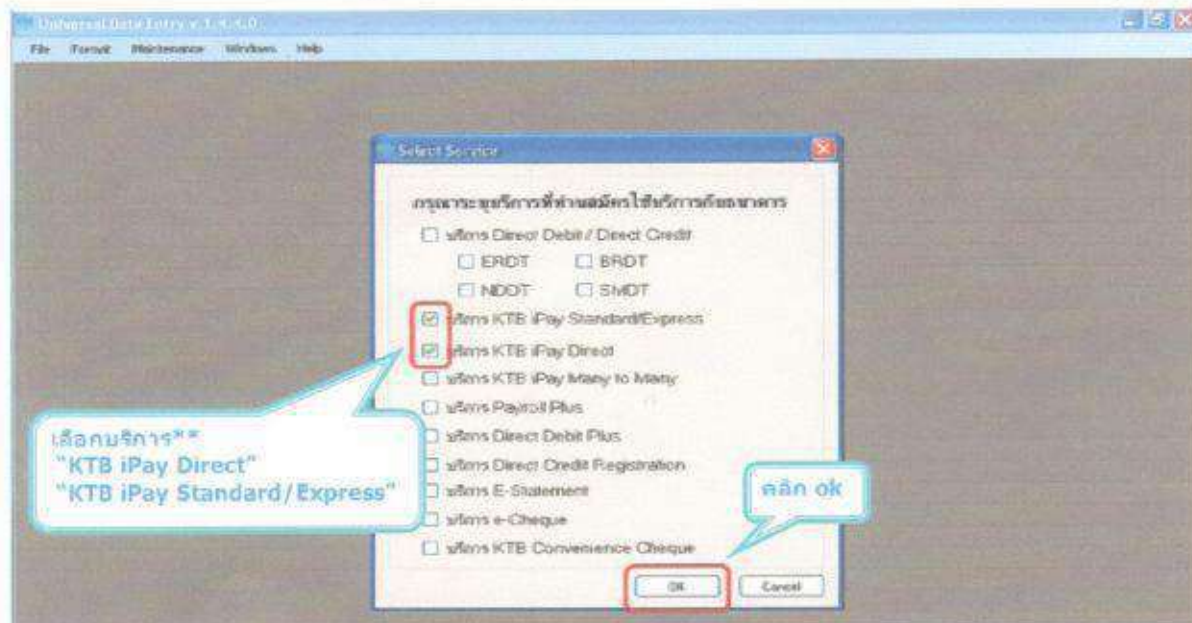 Universal Data Entry v.1.4.4.0
File Format Maintenance Windows Help
Select Service
กรุณาระบุบริการที่ท่านสมัครใช้บริการกับธนาคาร
บริการ Direct Debit / Direct Credit
ERDT BRDT
NDDT SMDT
บริการ KTB iPay Standard/Express
บริการ KTB iPay Direct
บริการ KTB iPay Many to Many
บริการ Payroll Plus
บริการ Direct Debit Plus
บริการ Direct Credit Registration
บริการ E-Statement
บริการ e-Cheque
บริการ KTB Convenience Cheque
OK Cancel
เลือกบริการ**
"KTB iPay Direct"
"KTB iPay Standard/Express"
คลิก ok